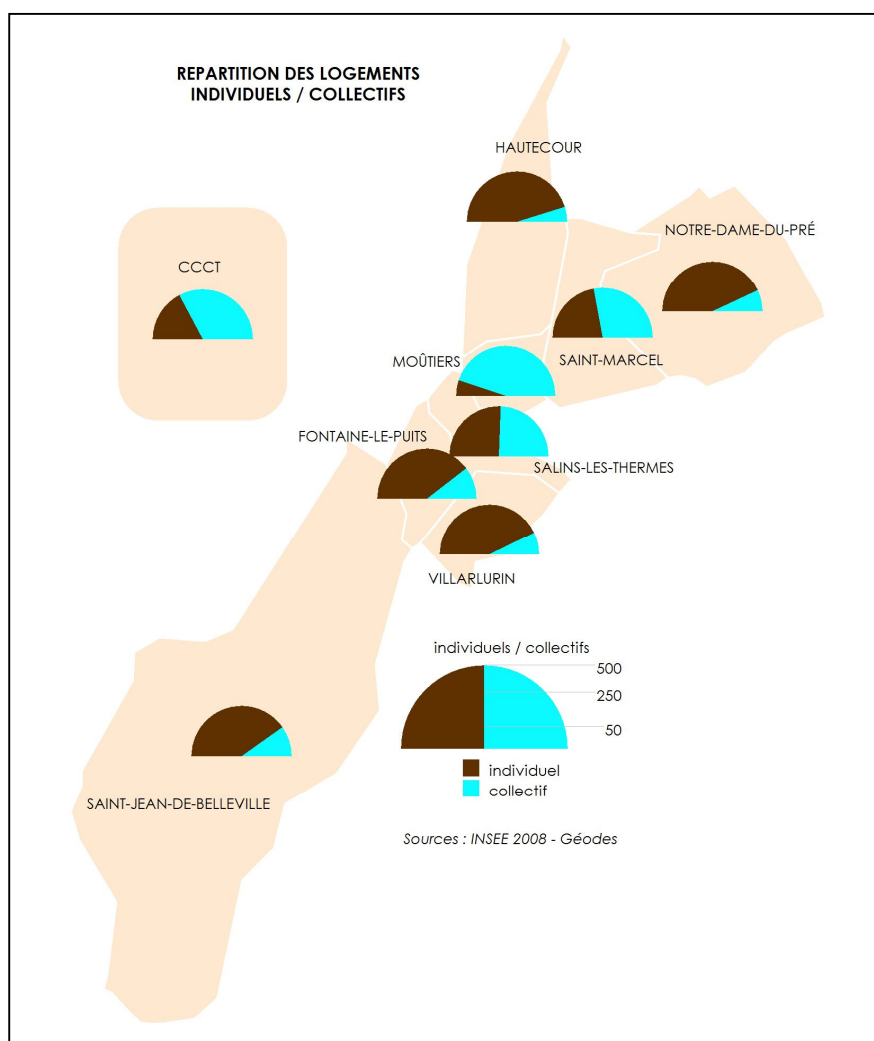 REPARTITION DES LOGEMENTS
INDIVIDUELS / COLLECTIFS
HAUTECOUR
NOTRE-DAME-DU-PRÉ
CCCT
MOÛTIERS
SAINT-MARCEL
FONTAINE-LE-PUITS
SALINS-LES-THERMES
VILLARLURIN
individuels / collectifs
500
250
50
individuel
collectif
SAINT-JEAN-DE-BELLEVILLE
Sources : INSEE 2008 - Géodes